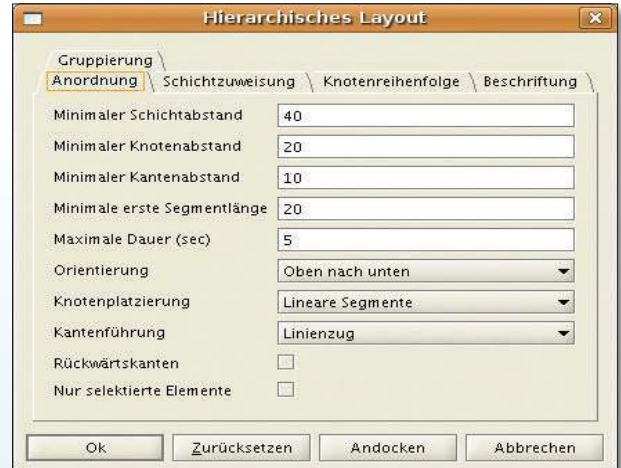 Hierarchisches Layout
Gruppierung
Anordnung Schichtzuweisung Knotenreihenfolge Beschriftung
Minimaler Schichtabstand 40
Minimaler Knotenabstand 20
Minimaler Kantenabstand 10
Minimale erste Segmentlänge 20
Maximale Dauer (sec) 5
Orientierung Oben nach unten
Knotenplatzierung Lineare Segmente
Kantenführung Linienzug
Rückwärtskanten
Nur selektierte Elemente
Ok Zurücksetzen Andocken Abbrechen